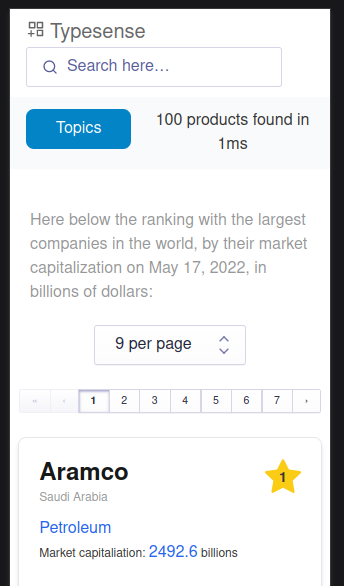 Typesense
Search here…
Topics
100 products found in
1ms
Here below the ranking with the largest
companies in the world, by their market
capitalization on May 17, 2022, in
billions of dollars:
9 per page
« ‹ 1 2 3 4 5 6 7 ›
Aramco
1
Saudi Arabia
Petroleum
Market capitaliation: 2492.6 billions